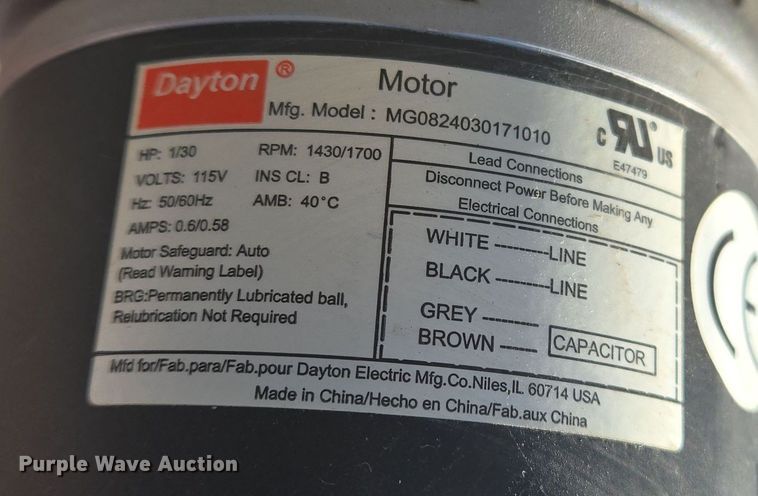 Dayton®
Motor
Mfg. Model : MG0824030171010
HP: 1/30 RPM: 1430/1700
VOLTS: 115V INS CL: B
Hz: 50/60Hz AMB: 40°C
AMPS: 0.6/0.58
Motor Safeguard: Auto
(Read Warning Label)
BRG:Permanently Lubricated ball,
Relubrication Not Required
C RU® US
E47479
Lead Connections
Disconnect Power Before Making Any
Electrical Connections
WHITE ----------LINE
BLACK ----------LINE
GREY --------
BROWN -------- CAPACITOR
Mfd for/Fab.para/Fab.pour Dayton Electric Mfg.Co.Niles,IL 60714 USA
Made in China/Hecho en China/Fab.aux China
CE
Purple Wave Auction